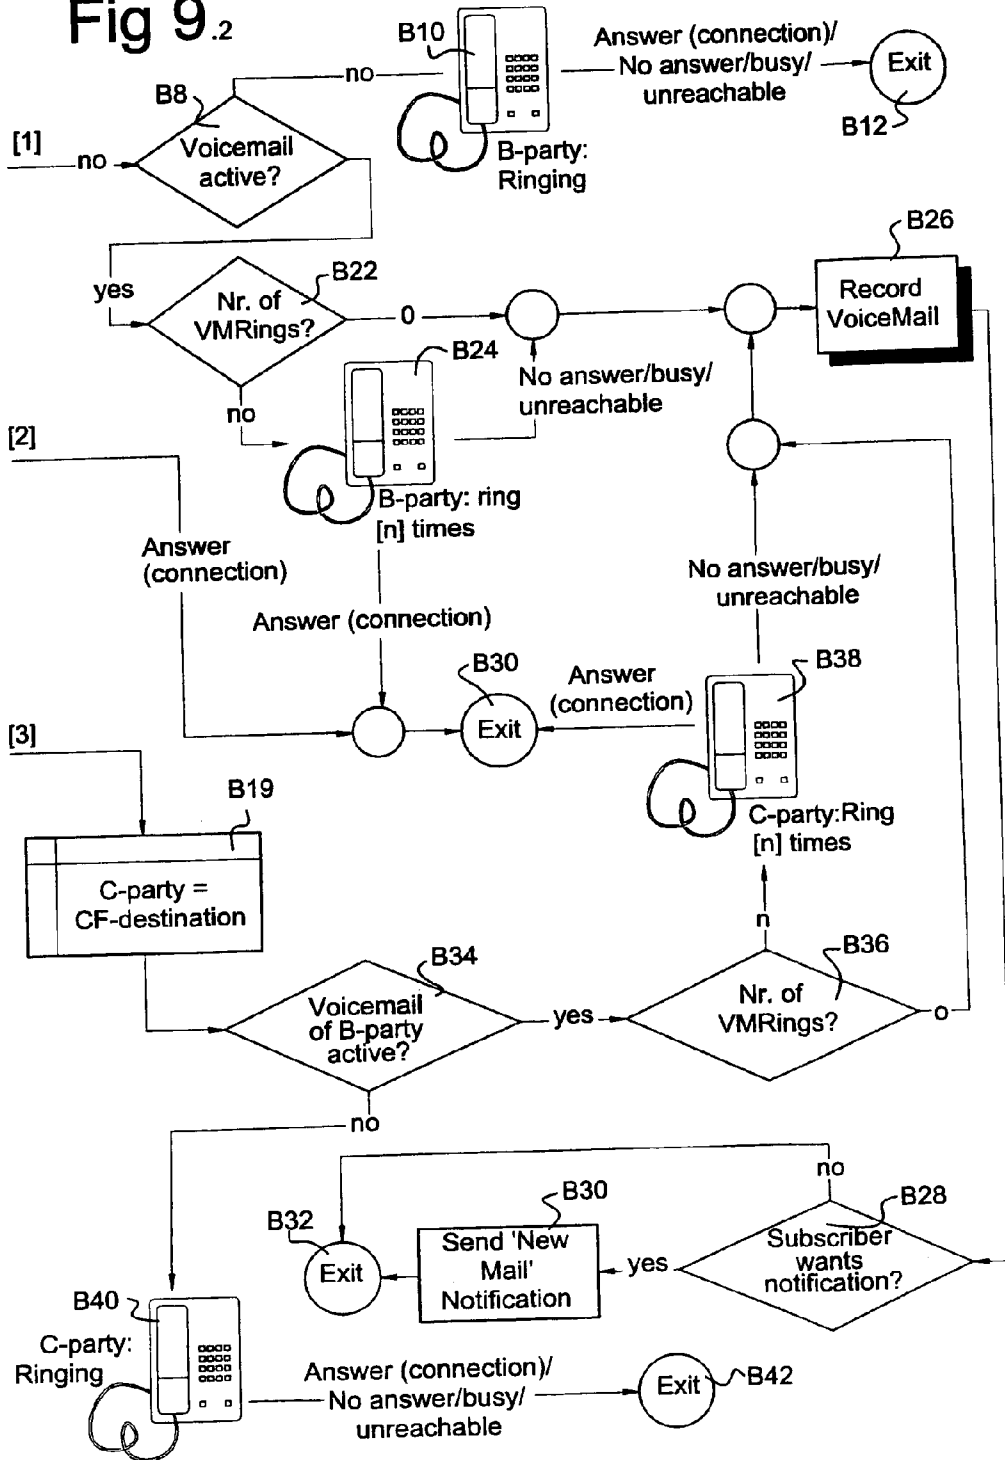 Fig 9.2
B10
no
Answer (connection)/
No answer/busy/
unreachable
Exit
B12
B8
[1]
no
Voicemail
active?
B-party:
Ringing
B26
yes
B22
Nr. of
VMRings?
0
Record
VoiceMail
B24
No answer/busy/
unreachable
no
[2]
B-party: ring
[n] times
Answer
(connection)
No answer/busy/
unreachable
Answer (connection)
B30
Exit
Answer
(connection)
B38
[3]
B19
C-party:Ring
[n] times
C-party =
CF-destination
n
B34
B36
Voicemail
of B-party
active?
yes
Nr. of
VMRings?
o
no
no
B32
B30
B28
Exit
Send 'New
Mail'
Notification
yes
Subscriber
wants
notification?
B40
C-party:
Ringing
Answer (connection)/
No answer/busy/
unreachable
Exit
B42